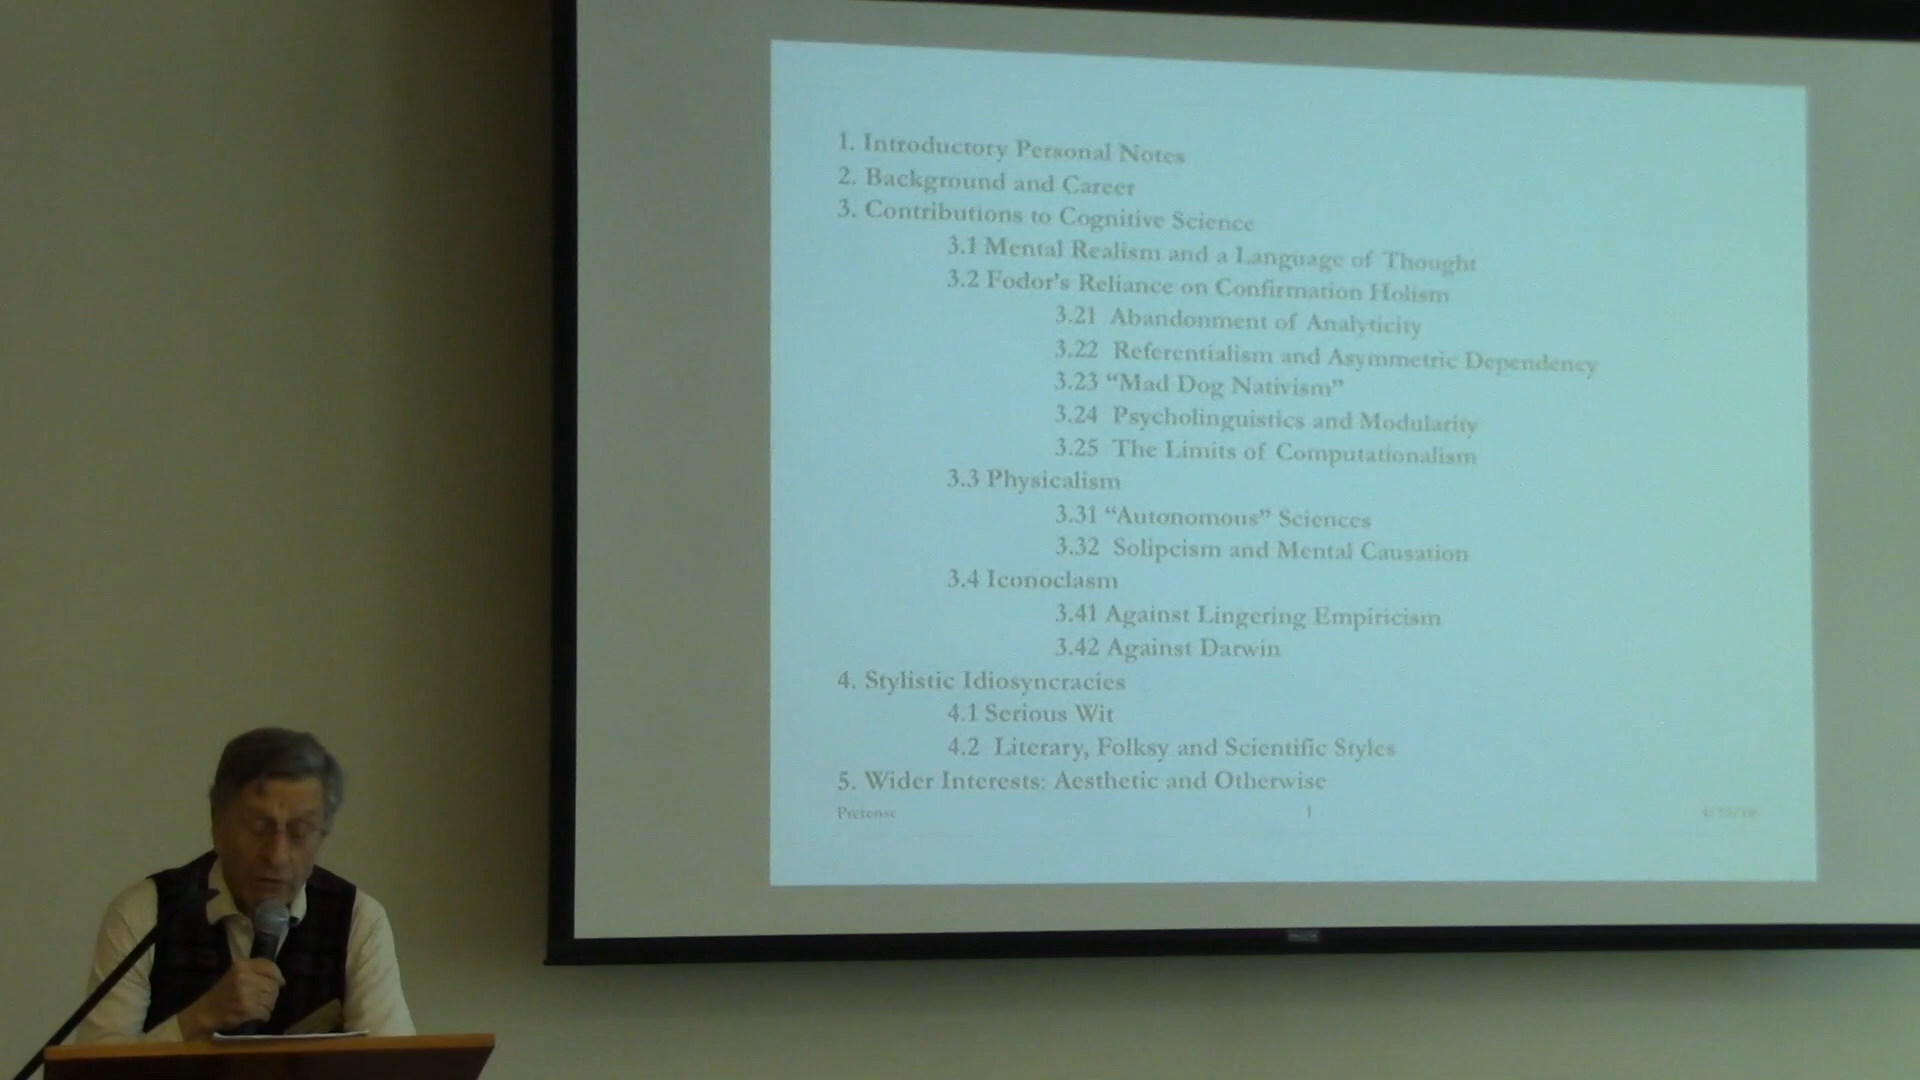 1. Introductory Personal Notes
2. Background and Career
3. Contributions to Cognitive Science
3.1 Mental Realism and a Language of Thought
3.2 Fodor's Reliance on Confirmation Holism
3.21 Abandonment of Analyticity
3.22 Referentialism and Asymmetric Dependency
3.23 “Mad Dog Nativism”
3.24 Psycholinguistics and Modularity
3.25 The Limits of Computationalism
3.3 Physicalism
3.31 “Autonomous” Sciences
3.32 Solipcism and Mental Causation
3.4 Iconoclasm
3.41 Against Lingering Empiricism
3.42 Against Darwin
4. Stylistic Idiosyncracies
4.1 Serious Wit
4.2 Literary, Folksy and Scientific Styles
5. Wider Interests: Aesthetic and Otherwise
Pretense 1